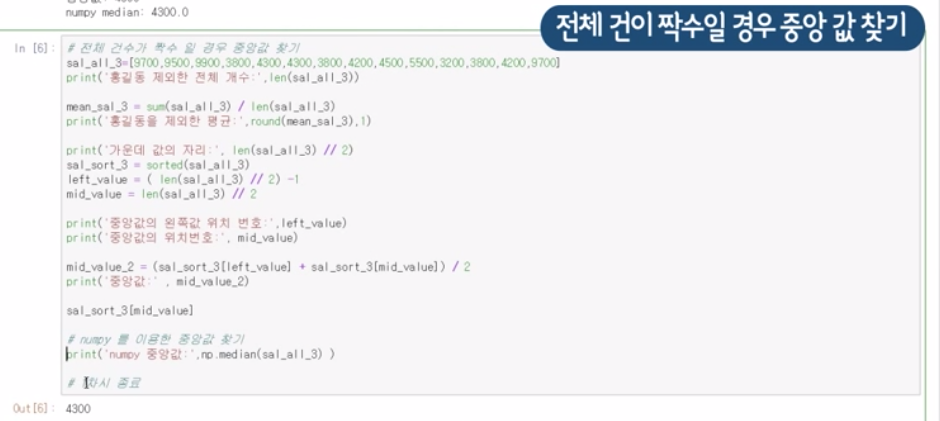 numpy median: 4300.0
전체 건이 짝수일 경우 중앙 값 찾기
In [6]: # 전체 건수가 짝수 일 경우 중앙값 찾기
sal_all_3=[9700,9500,9900,3800,4300,4300,3800,4200,4500,5500,3200,3800,4200,9700]
print('홍길동 제외한 전체 개수:',len(sal_all_3))
mean_sal_3 = sum(sal_all_3) / len(sal_all_3)
print('홍길동을 제외한 평균:',round(mean_sal_3),1)
print('가운데 값의 자리:', len(sal_all_3) // 2)
sal_sort_3 = sorted(sal_all_3)
left_value = ( len(sal_all_3) // 2) -1
mid_value = len(sal_all_3) // 2
print('중앙값의 왼쪽값 위치 번호:',left_value)
print('중앙값의 위치번호:', mid_value)
mid_value_2 = (sal_sort_3[left_value] + sal_sort_3[mid_value]) / 2
print('중앙값:' , mid_value_2)
sal_sort_3[mid_value]
# numpy 를 이용한 중앙값 찾기
print('numpy 중앙값:',np.median(sal_all_3) )
# 차시 종료
Out[6]: 4300